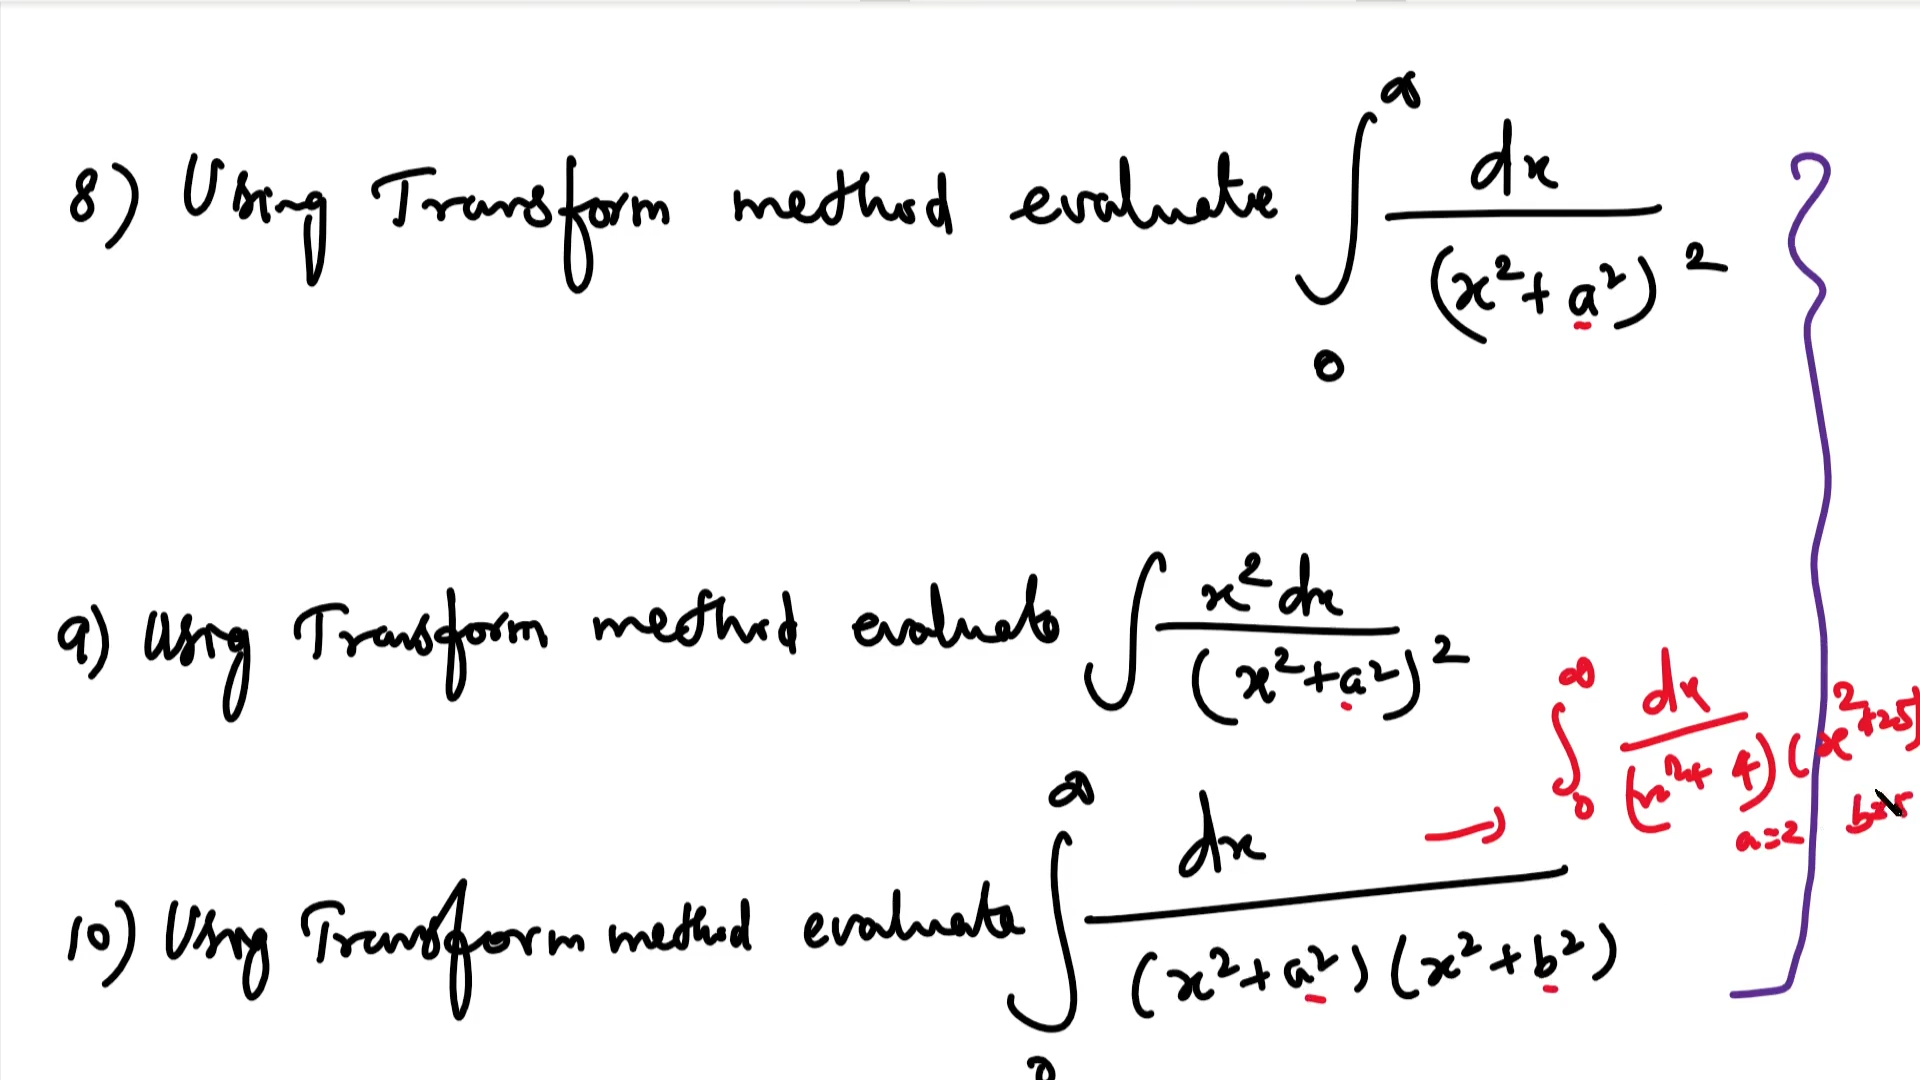 8) Using Transform method evaluate ∫₀^∞ dx / (x² + a²)²
9) Using Transform method evaluate ∫ x² dx / (x² + a²)²
→ ∫₀^∞ dx / (x² + 4) (x² + 25)
a = 2
10) Using Transform method evaluate ∫₀^∞ dx / (x² + a²) (x² + b²)